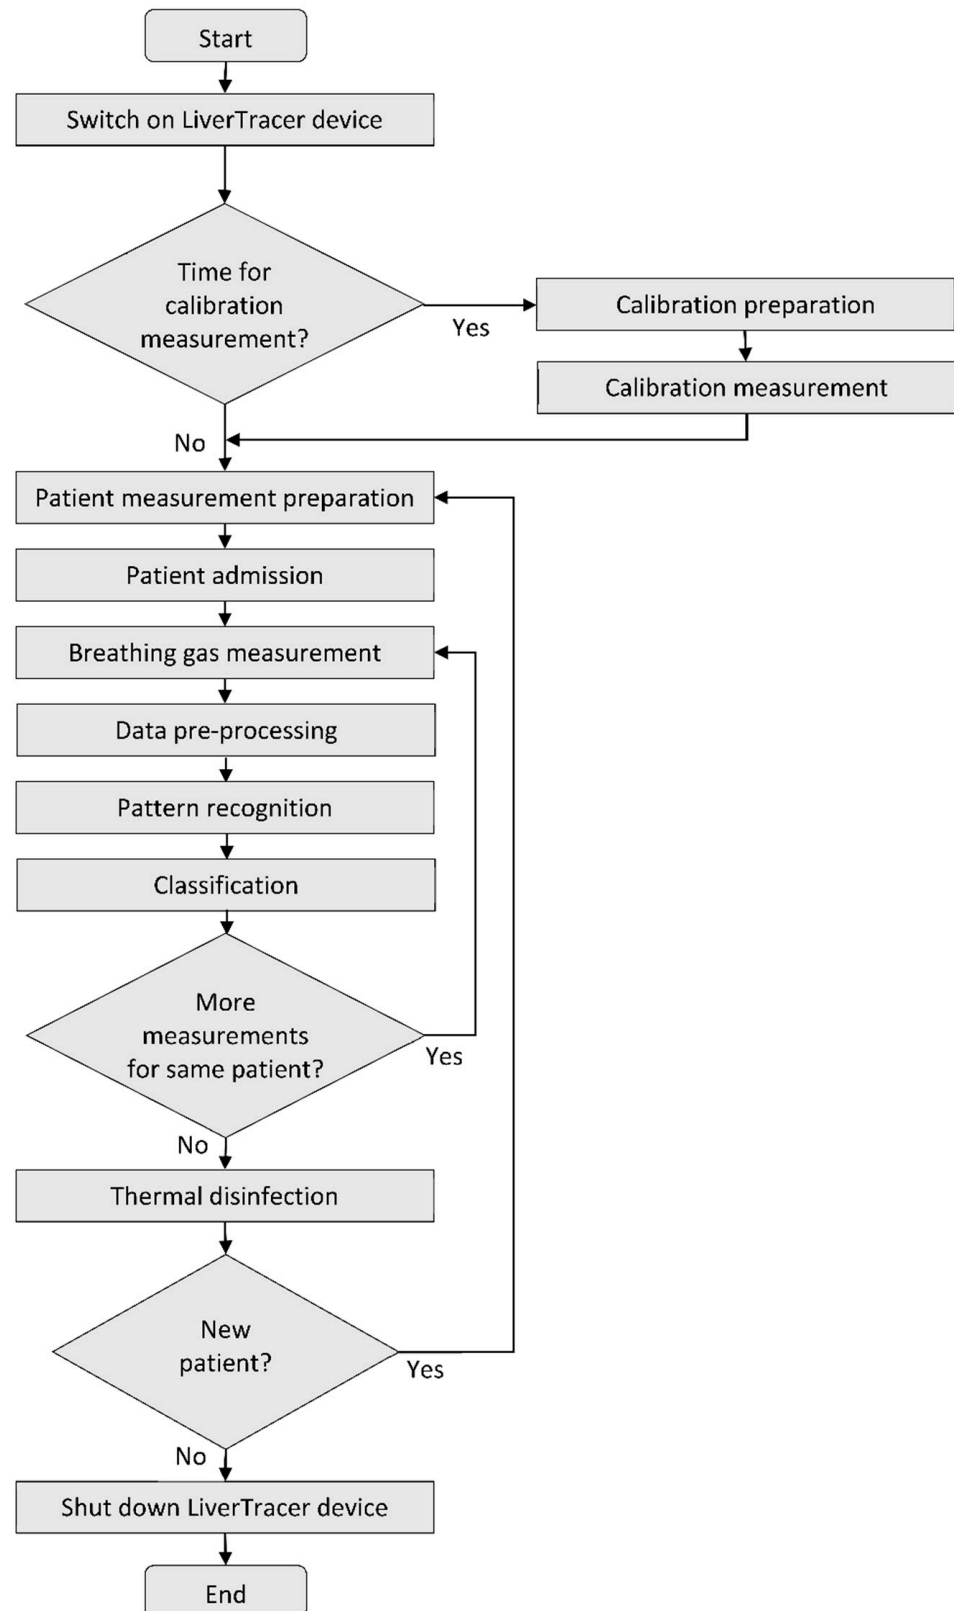 Start
Switch on LiverTracer device
Time for
calibration
measurement?
Yes
Calibration preparation
Calibration measurement
No
Patient measurement preparation
Patient admission
Breathing gas measurement
Data pre-processing
Pattern recognition
Classification
More
measurements
for same patient?
Yes
No
Thermal disinfection
New
patient?
Yes
No
Shut down LiverTracer device
End